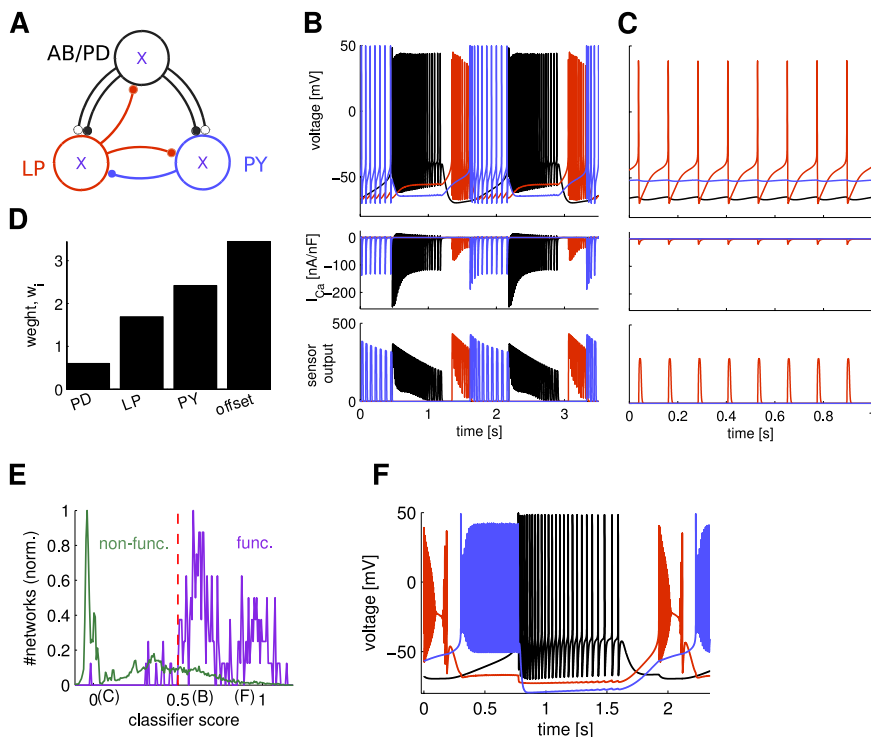 A
AB/PD
X
X
X
LP
PY
B
voltage [mV]
50
0
−50
I_Ca [nA/nF]
0
−100
−200
sensor output
500
0
0 1 2 3
time [s]
C
0 0.2 0.4 0.6 0.8 1
time [s]
D
weght, w_i
3
2
1
0
PD LP PY offset
E
#networks (norm.)
1
0.8
0.6
0.4
0.2
0
non-func.
func.
0 (C) 0.5 (B) (F) 1
classifier score
F
voltage [mV]
50
0
−50
0 0.5 1 1.5 2
time [s]